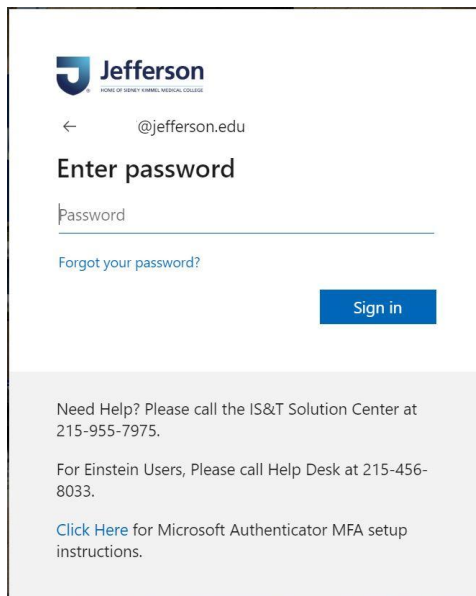 Jefferson
HOME OF SIDNEY KIMMEL MEDICAL COLLEGE
← @jefferson.edu
Enter password
Password
Forgot your password?
Sign in
Need Help? Please call the IS&T Solution Center at
215-955-7975.
For Einstein Users, Please call Help Desk at 215-456-
8033.
Click Here for Microsoft Authenticator MFA setup
instructions.